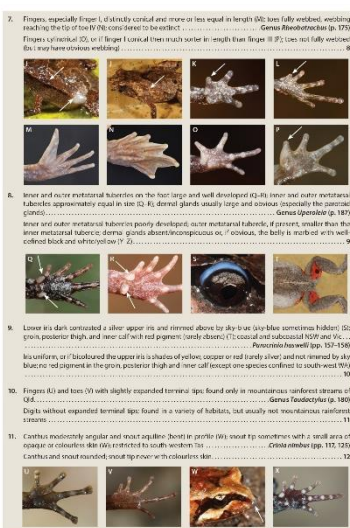 7. Fingers, especially finger I, distinctly conical and more or less equal in length (M); toes fully webbed, webbing
reaching the tip of toe IV (N); considered to be extinct ........ Genus Rheobatrachus (p. 175)
Fingers cylindrical (O), or if finger I conical then much shorter in length than finger III (P); toes not fully webbed
(but may have obvious webbing) ........ 8
K
L
M
N
O
P
8. Inner and outer metatarsal tubercles on the foot large and well developed (Q–R); inner and outer metatarsal
tubercles approximately equal in size (Q–R); dermal glands usually large and obvious (especially the parotoid
glands) ........ Genus Uperoleia (p. 187)
Inner and outer metatarsal tubercles poorly developed; outer metatarsal tubercle, if present, smaller than the
inner metatarsal tubercle; dermal glands absent/inconspicuous or, if obvious, the belly is marbled with well-
defined black and white/yellow (Y–Z) ........ 9
Q
R
S
T
9. Lower iris dark contrasted a silver upper iris and rimmed above by sky-blue (sky-blue sometimes hidden) (S);
groin, posterior thigh, and inner calf with red pigment (rarely absent) (T); coastal and subcoastal NSW and Vic ....
Paracrinia haswelli (pp. 157–158)
Iris uniform, or if bicoloured the upper iris is shades of yellow, copper or red (rarely silver) and not rimmed by sky
blue; no red pigment in the groin, posterior thigh and inner calf (except one species confined to south-west WA)
10
10. Fingers (U) and toes (V) with slightly expanded terminal tips; found only in mountainous rainforest streams of
Qld ........ Genus Taudactylus (p. 180)
Digits without expanded terminal tips; found in a variety of habitats, but usually not mountainous rainforest
streams ........ 11
11. Canthus moderately angular and snout aquiline (bent) in profile (W); snout tip sometimes with a small area of
opaque or colourless skin (W); restricted to south-western Tas ........ Crinia nimbus (pp. 117, 125)
Canthus and snout rounded; snout tip never with colourless skin ........ 12
U
V
W
X